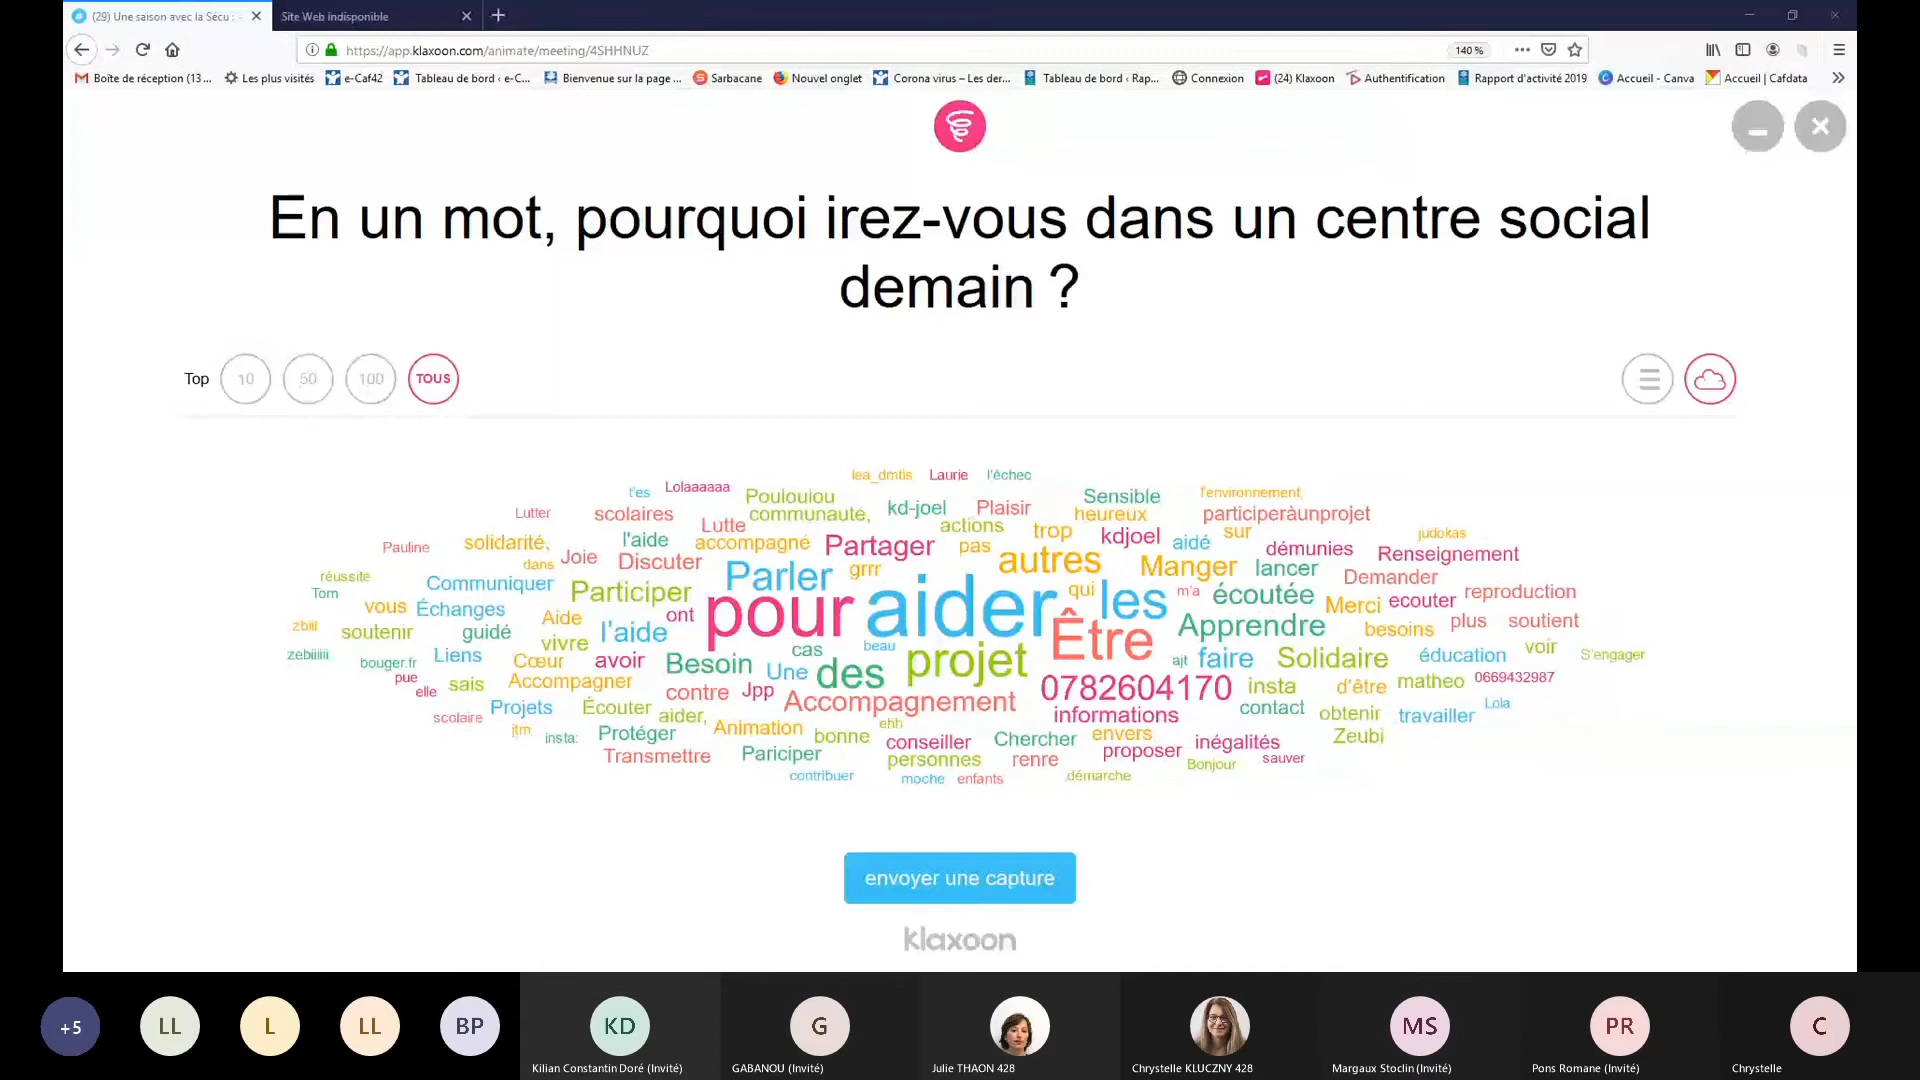 (29) Une saison avec la Sécu :
Site Web indisponible
https://app.klaxoon.com/animate/meeting/4SHHNUZ
140 %
Boîte de réception (13 ...
Les plus visités
e-Caf42
Tableau de bord ‹ e-C...
Bienvenue sur la page ...
Sarbacane
Nouvel onglet
Corona virus – Les der...
Tableau de bord ‹ Rap...
Connexion
(24) Klaxoon
Authentification
Rapport d'activité 2019
Accueil - Canva
Accueil | Cafdata
En un mot, pourquoi irez-vous dans un centre social
demain ?
Top 10 50 100 TOUS
lea_dmtis Laurie l'échec
t'es Lolaaaaaa Pouloulou Sensible l'environnement,
Lutter scolaires communauté, kd-joel Plaisir heureux participeràunprojet
Lutte actions trop sur judokas
Pauline solidarité, l'aide accompagné Partager pas kdjoel aidé démunies Renseignement
dans Joie Discuter grrr autres Manger lancer Demander
réussite Communiquer Participer Parler qui m'a écoutée reproduction
Tom vous Échanges Aide ont pour aider les Merci ecouter plus soutient
zbiil soutenir guidé vivre l'aide Être Apprendre besoins
zebiiiiii bouger.fr Liens Cœur avoir Besoin cas beau projet ajt faire Solidaire éducation voir S'engager
pue elle sais Accompagner contre Jpp Une des 0782604170 insta d'être matheo 0669432987
scolaire Projets Écouter aider, Accompagnement informations contact obtenir travailler Lola
jtm insta: Protéger Animation bonne ehh conseiller Chercher envers inégalités Zeubi
Transmettre Pariciper personnes renre proposer Bonjour sauver
contribuer moche enfants démarche
envoyer une capture
klaxoon
+5
LL
L
LL
BP
KD
G
MS
PR
C
Kilian Constantin Doré (Invité)
GABANOU (Invité)
Julie THAON 428
Chrystelle KLUCZNY 428
Margaux Stoclin (Invité)
Pons Romane (Invité)
Chrystelle